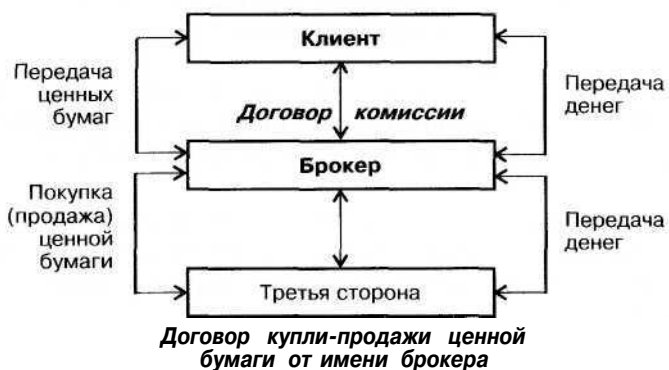 Клиент
Передача
ценных
бумаг
Договор комиссии
Передача
денег
Брокер
Покупка
(продажа)
ценной
бумаги
Передача
денег
Третья сторона
Договор купли-продажи ценной
бумаги от имени брокера